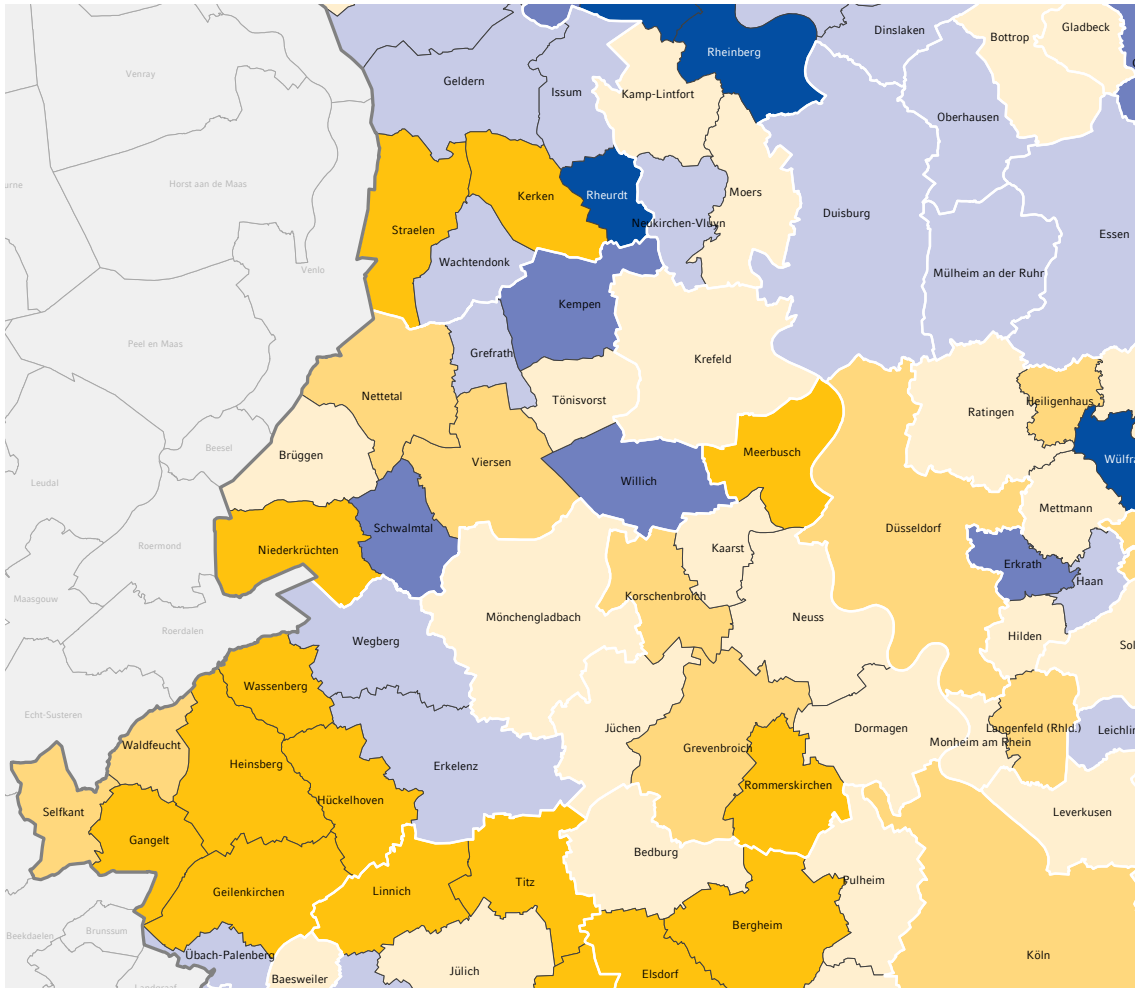 Dinslaken
Gladbeck
Bottrop
Rheinberg
Venray
Geldern
Issum
Kamp-Lintfort
Oberhausen
Horst aan de Maas
Kerken
Rheurdt
Moers
Duisburg
Straelen
Neukirchen-Vluyn
Essen
Wachtendonk
Venlo
Mülheim an der Ruhr
Kempen
Peel en Maas
Grefrath
Krefeld
Nettetal
Tönisvorst
Heiligenhaus
Ratingen
Beesel
Brüggen
Meerbusch
Viersen
Wülfra
Leudal
Willich
Mettmann
Schwalmtal
Düsseldorf
Roermond
Niederkrüchten
Kaarst
Erkrath
Haan
Maasgouw
Korschenbroich
Mönchengladbach
Neuss
Roerdalen
Wegberg
Hilden
Sol
Wassenberg
Echt-Susteren
Jüchen
Dormagen
Langenfeld (Rhld.)
Leichlin
Monheim am Rhein
Waldfeucht
Grevenbroich
Heinsberg
Erkelenz
Rommerskirchen
Hückelhoven
Selfkant
Leverkusen
Gangelt
Bedburg
Titz
Pulheim
Geilenkirchen
Linnich
Bergheim
Brunssum
Beekdaelen
Übach-Palenberg
Köln
Jülich
Elsdorf
Baesweiler